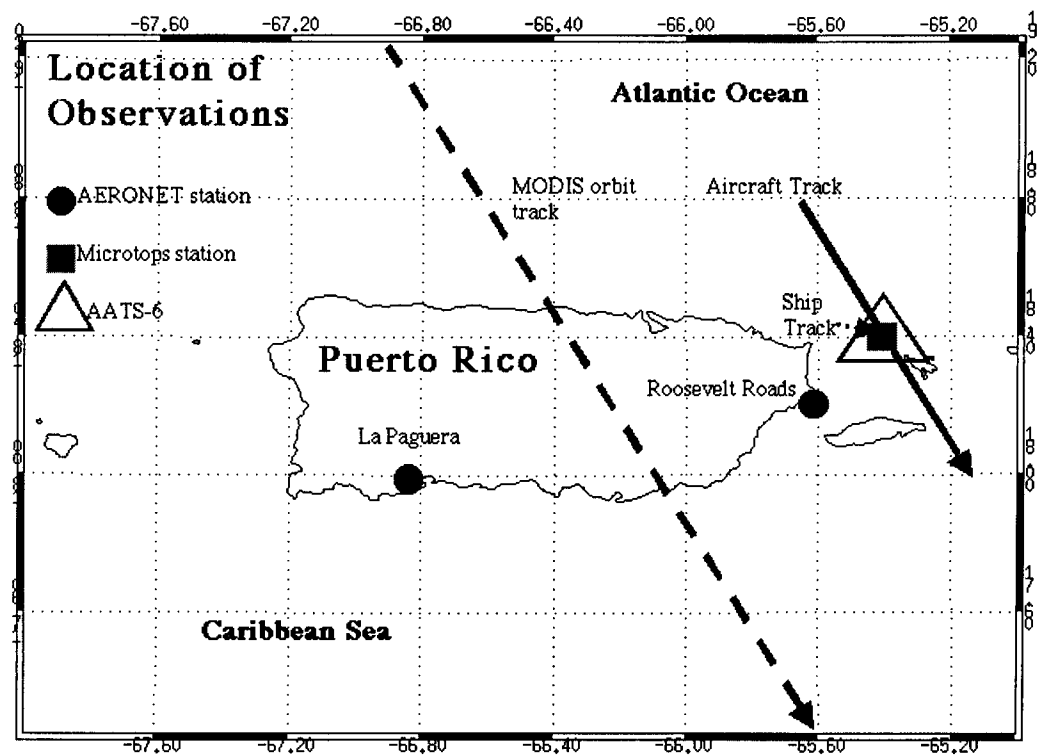 -67.60 -67.20 -66.80 -66.40 -66.00 -65.60 -65.20
Location of
Observations
Atlantic Ocean
AERONET station
MODIS orbit
track
Aircraft Track
Microtops station
AATS-6
Ship
Track
Puerto Rico
Roosevelt Roads
La Paguera
Caribbean Sea
-67.60 -67.20 -66.80 -66.40 -66.00 -65.60 -65.20